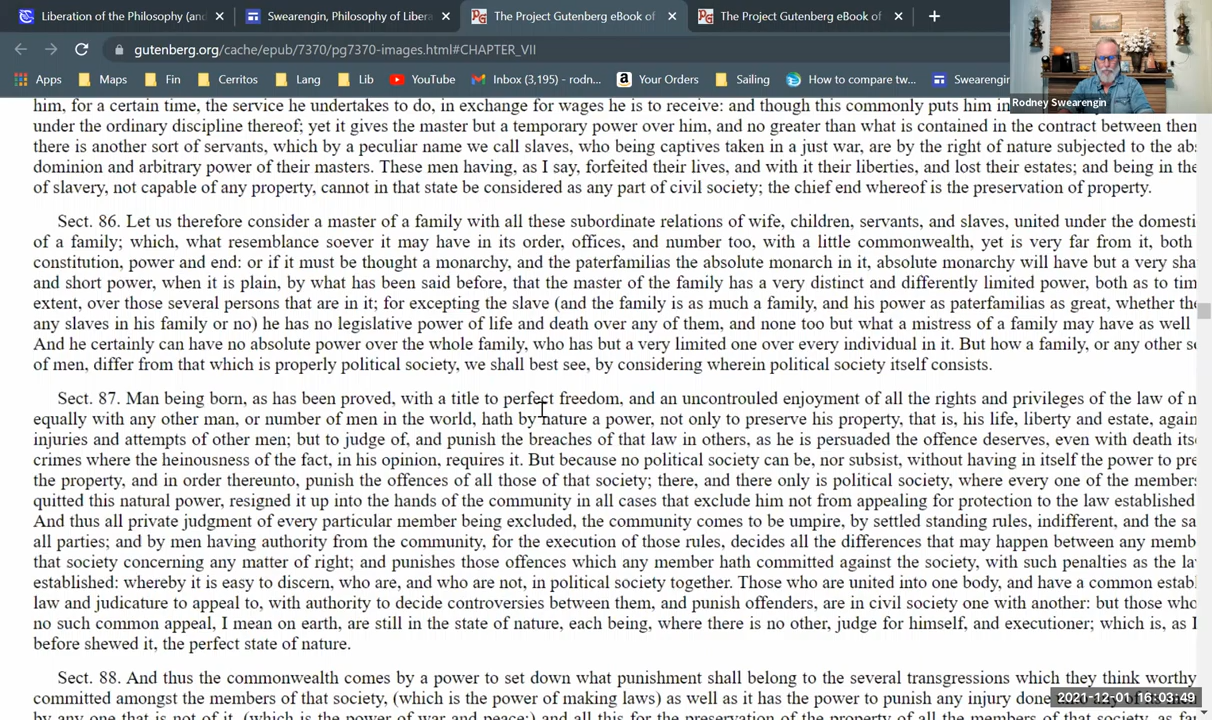 Liberation of the Philosophy (and
Swearengin, Philosophy of Libera
The Project Gutenberg eBook of
The Project Gutenberg eBook of
gutenberg.org/cache/epub/7370/pg7370-images.html#CHAPTER_VII
Apps Maps Fin Cerritos Lang Lib YouTube Inbox (3,195) - rodn... Your Orders Sailing How to compare tw... Swearengin
Rodney Swearengin
him, for a certain time, the service he undertakes to do, in exchange for wages he is to receive: and though this commonly puts him in
under the ordinary discipline thereof; yet it gives the master but a temporary power over him, and no greater than what is contained in the contract between them
there is another sort of servants, which by a peculiar name we call slaves, who being captives taken in a just war, are by the right of nature subjected to the abs
dominion and arbitrary power of their masters. These men having, as I say, forfeited their lives, and with it their liberties, and lost their estates; and being in the
of slavery, not capable of any property, cannot in that state be considered as any part of civil society; the chief end whereof is the preservation of property.
Sect. 86. Let us therefore consider a master of a family with all these subordinate relations of wife, children, servants, and slaves, united under the domesti
of a family; which, what resemblance soever it may have in its order, offices, and number too, with a little commonwealth, yet is very far from it, both
constitution, power and end: or if it must be thought a monarchy, and the paterfamilias the absolute monarch in it, absolute monarchy will have but a very sha
and short power, when it is plain, by what has been said before, that the master of the family has a very distinct and differently limited power, both as to tim
extent, over those several persons that are in it; for excepting the slave (and the family is as much a family, and his power as paterfamilias as great, whether the
any slaves in his family or no) he has no legislative power of life and death over any of them, and none too but what a mistress of a family may have as well
And he certainly can have no absolute power over the whole family, who has but a very limited one over every individual in it. But how a family, or any other s
of men, differ from that which is properly political society, we shall best see, by considering wherein political society itself consists.
Sect. 87. Man being born, as has been proved, with a title to perfect freedom, and an uncontrouled enjoyment of all the rights and privileges of the law of n
equally with any other man, or number of men in the world, hath by nature a power, not only to preserve his property, that is, his life, liberty and estate, again
injuries and attempts of other men; but to judge of, and punish the breaches of that law in others, as he is persuaded the offence deserves, even with death its
crimes where the heinousness of the fact, in his opinion, requires it. But because no political society can be, nor subsist, without having in itself the power to pre
the property, and in order thereunto, punish the offences of all those of that society; there, and there only is political society, where every one of the members
quitted this natural power, resigned it up into the hands of the community in all cases that exclude him not from appealing for protection to the law established
And thus all private judgment of every particular member being excluded, the community comes to be umpire, by settled standing rules, indifferent, and the sa
all parties; and by men having authority from the community, for the execution of those rules, decides all the differences that may happen between any memb
that society concerning any matter of right; and punishes those offences which any member hath committed against the society, with such penalties as the la
established: whereby it is easy to discern, who are, and who are not, in political society together. Those who are united into one body, and have a common estab
law and judicature to appeal to, with authority to decide controversies between them, and punish offenders, are in civil society one with another: but those who
no such common appeal, I mean on earth, are still in the state of nature, each being, where there is no other, judge for himself, and executioner; which is, as I
before shewed it, the perfect state of nature.
Sect. 88. And thus the commonwealth comes by a power to set down what punishment shall belong to the several transgressions which they think worthy
committed amongst the members of that society, (which is the power of making laws) as well as it has the power to punish any injury done
2021-12-01 16:03:49
by any one that is not of it, (which is the power of war and peace;) and all this for the preservation of the property of all the members of that society, as far